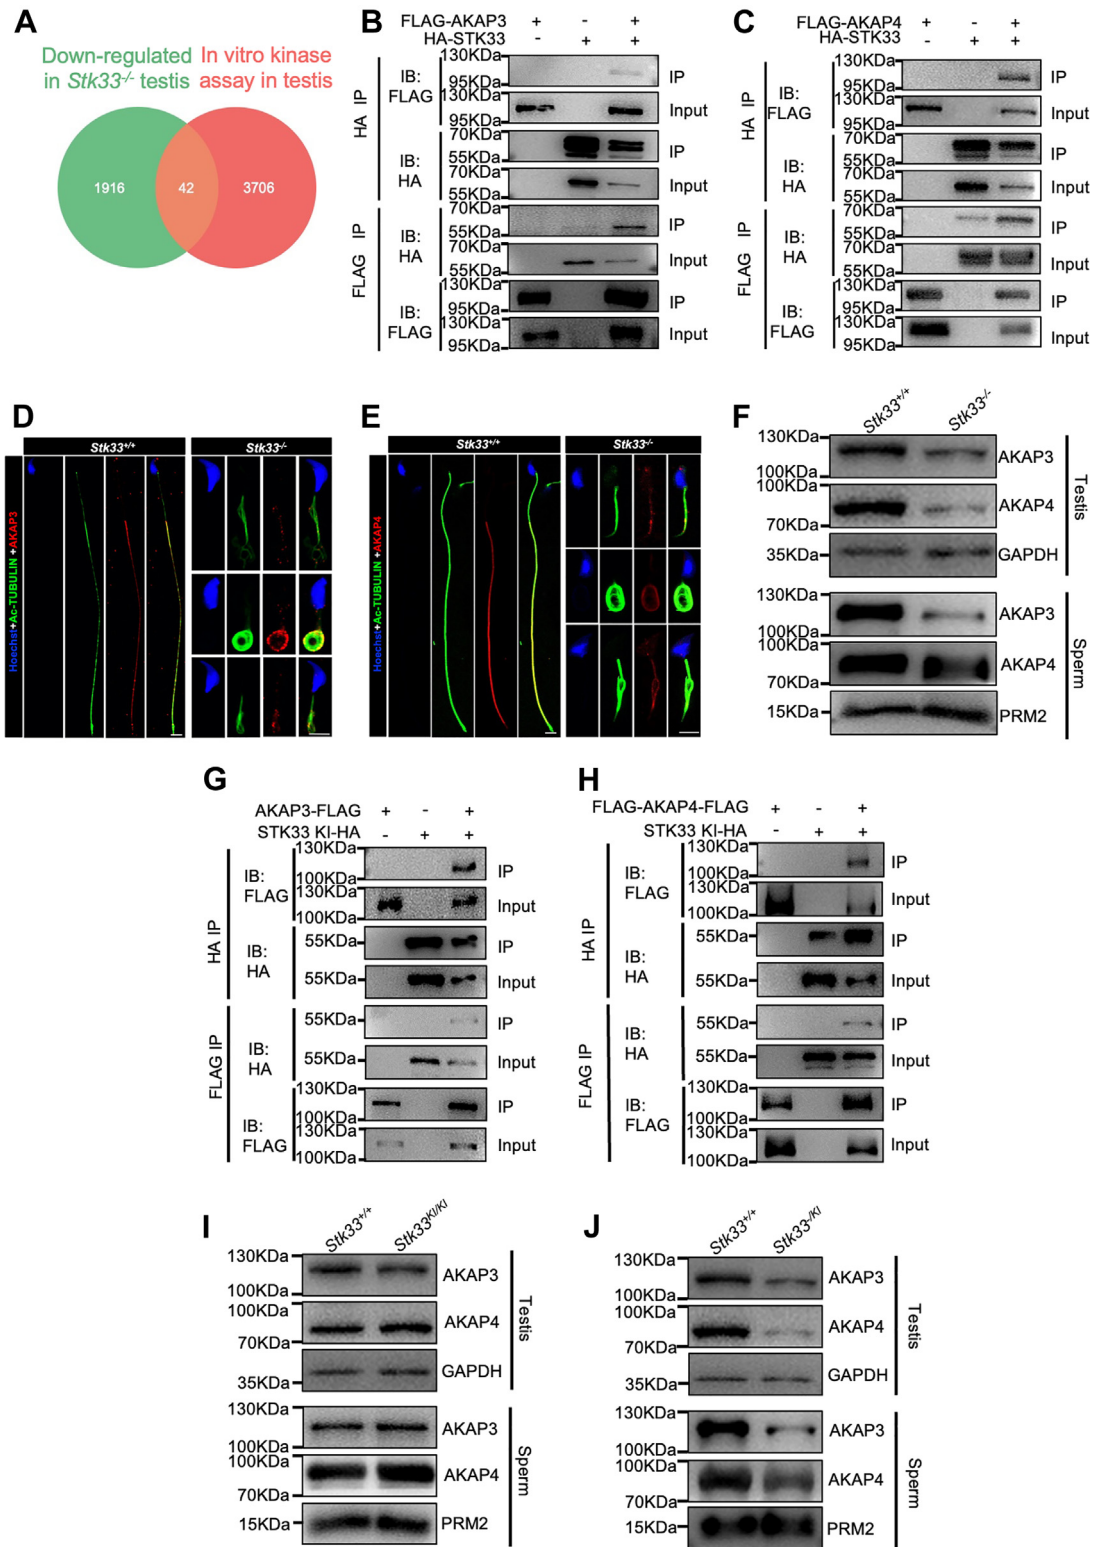 A
Down-regulated
in Stk33-/- testis
In vitro kinase
assay in testis
1916
42
3706
B
FLAG-AKAP3 + - +
HA-STK33 - + +
HA IP
IB:
FLAG
130KDa
95KDa
IP
130KDa
95KDa
Input
IB:
HA
70KDa
55KDa
IP
70KDa
55KDa
Input
FLAG IP
IB:
HA
70KDa
55KDa
IP
70KDa
55KDa
Input
IB:
FLAG
130KDa
95KDa
IP
130KDa
95KDa
Input
C
FLAG-AKAP4 + - +
HA-STK33 - + +
HA IP
IB:
FLAG
130KDa
95KDa
IP
130KDa
95KDa
Input
IB:
HA
70KDa
55KDa
IP
70KDa
55KDa
Input
FLAG IP
IB:
HA
70KDa
55KDa
IP
70KDa
55KDa
Input
IB:
FLAG
130KDa
95KDa
IP
130KDa
95KDa
Input
D
Stk33+/+
Stk33-/-
Hoechst+Ac-TUBULIN+AKAP3
E
Stk33+/+
Stk33-/-
Hoechst+Ac-TUBULIN+AKAP4
F
Stk33+/+
Stk33-/-
130KDa
100KDa
AKAP3
100KDa
70KDa
AKAP4
35KDa
GAPDH
Testis
130KDa
100KDa
AKAP3
70KDa
AKAP4
15KDa
PRM2
Sperm
G
AKAP3-FLAG + - +
STK33 KI-HA - + +
HA IP
IB:
FLAG
130KDa
100KDa
IP
130KDa
100KDa
Input
IB:
HA
55KDa
IP
55KDa
Input
FLAG IP
IB:
HA
55KDa
IP
55KDa
Input
IB:
FLAG
130KDa
100KDa
IP
130KDa
100KDa
Input
H
FLAG-AKAP4-FLAG + - +
STK33 KI-HA - + +
HA IP
IB:
FLAG
130KDa
100KDa
IP
130KDa
100KDa
Input
IB:
HA
55KDa
IP
55KDa
Input
FLAG IP
IB:
HA
55KDa
IP
55KDa
Input
IB:
FLAG
130KDa
100KDa
IP
130KDa
100KDa
Input
I
Stk33+/+
Stk33KI/KI
130KDa
100KDa
AKAP3
100KDa
70KDa
AKAP4
35KDa
GAPDH
Testis
130KDa
100KDa
AKAP3
100KDa
70KDa
AKAP4
15KDa
PRM2
Sperm
J
Stk33+/+
Stk33-/KI
130KDa
100KDa
AKAP3
100KDa
70KDa
AKAP4
35KDa
GAPDH
Testis
130KDa
100KDa
AKAP3
100KDa
70KDa
AKAP4
15KDa
PRM2
Sperm